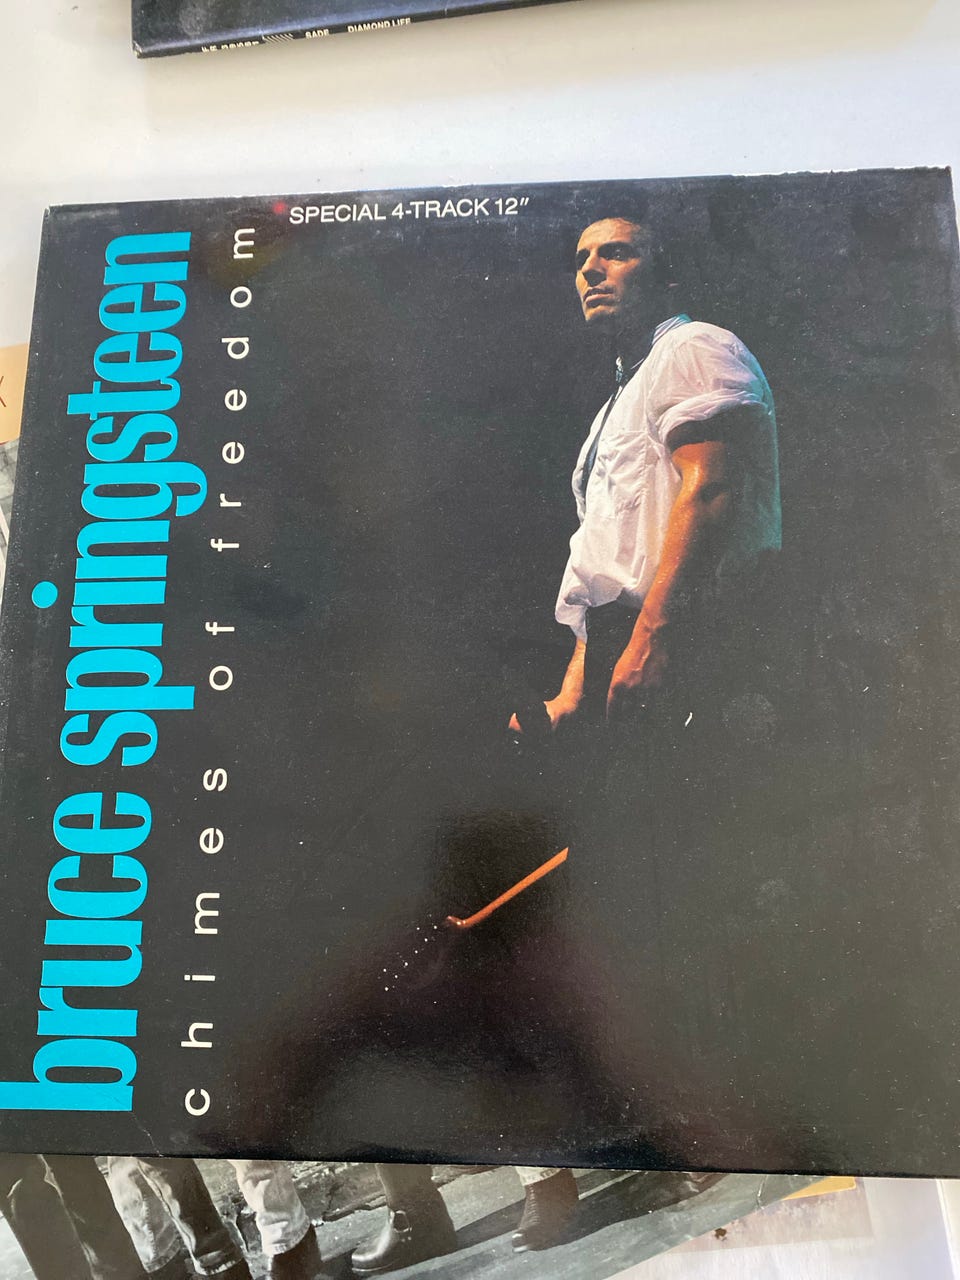 SADE DIAMOND LIFE
SPECIAL 4-TRACK 12"
bruce springsteen
chimes of freedom